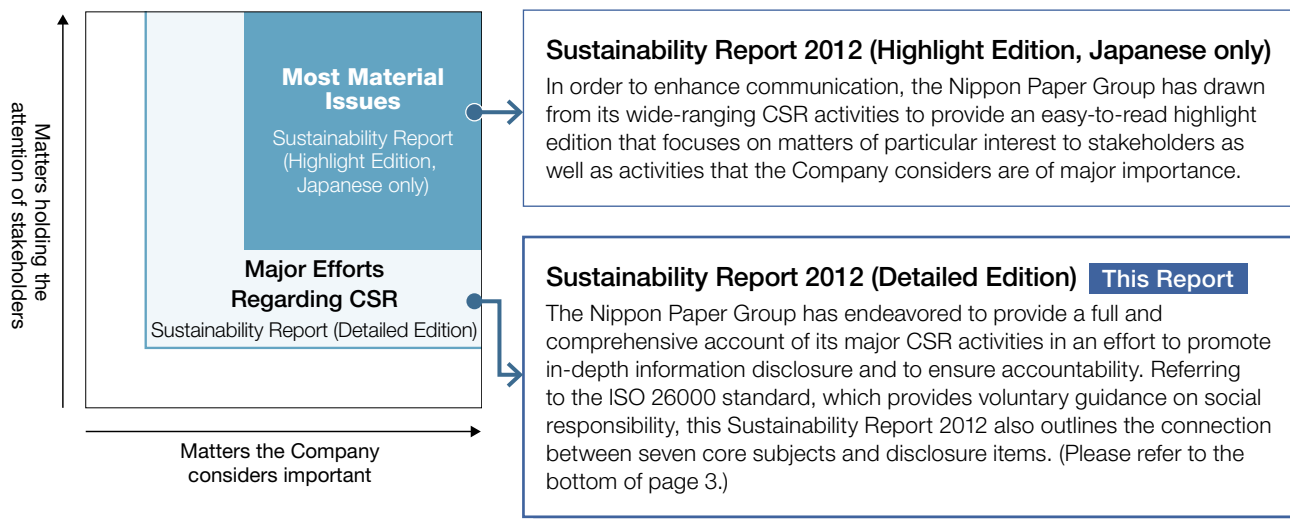 Matters holding the
attention of stakeholders
Most Material
Issues
Sustainability Report
(Highlight Edition,
Japanese only)
Major Efforts
Regarding CSR
Sustainability Report (Detailed Edition)
Matters the Company
considers important
Sustainability Report 2012 (Highlight Edition, Japanese only)
In order to enhance communication, the Nippon Paper Group has drawn
from its wide-ranging CSR activities to provide an easy-to-read highlight
edition that focuses on matters of particular interest to stakeholders as
well as activities that the Company considers are of major importance.
Sustainability Report 2012 (Detailed Edition) This Report
The Nippon Paper Group has endeavored to provide a full and
comprehensive account of its major CSR activities in an effort to promote
in-depth information disclosure and to ensure accountability. Referring
to the ISO 26000 standard, which provides voluntary guidance on social
responsibility, this Sustainability Report 2012 also outlines the connection
between seven core subjects and disclosure items. (Please refer to the
bottom of page 3.)